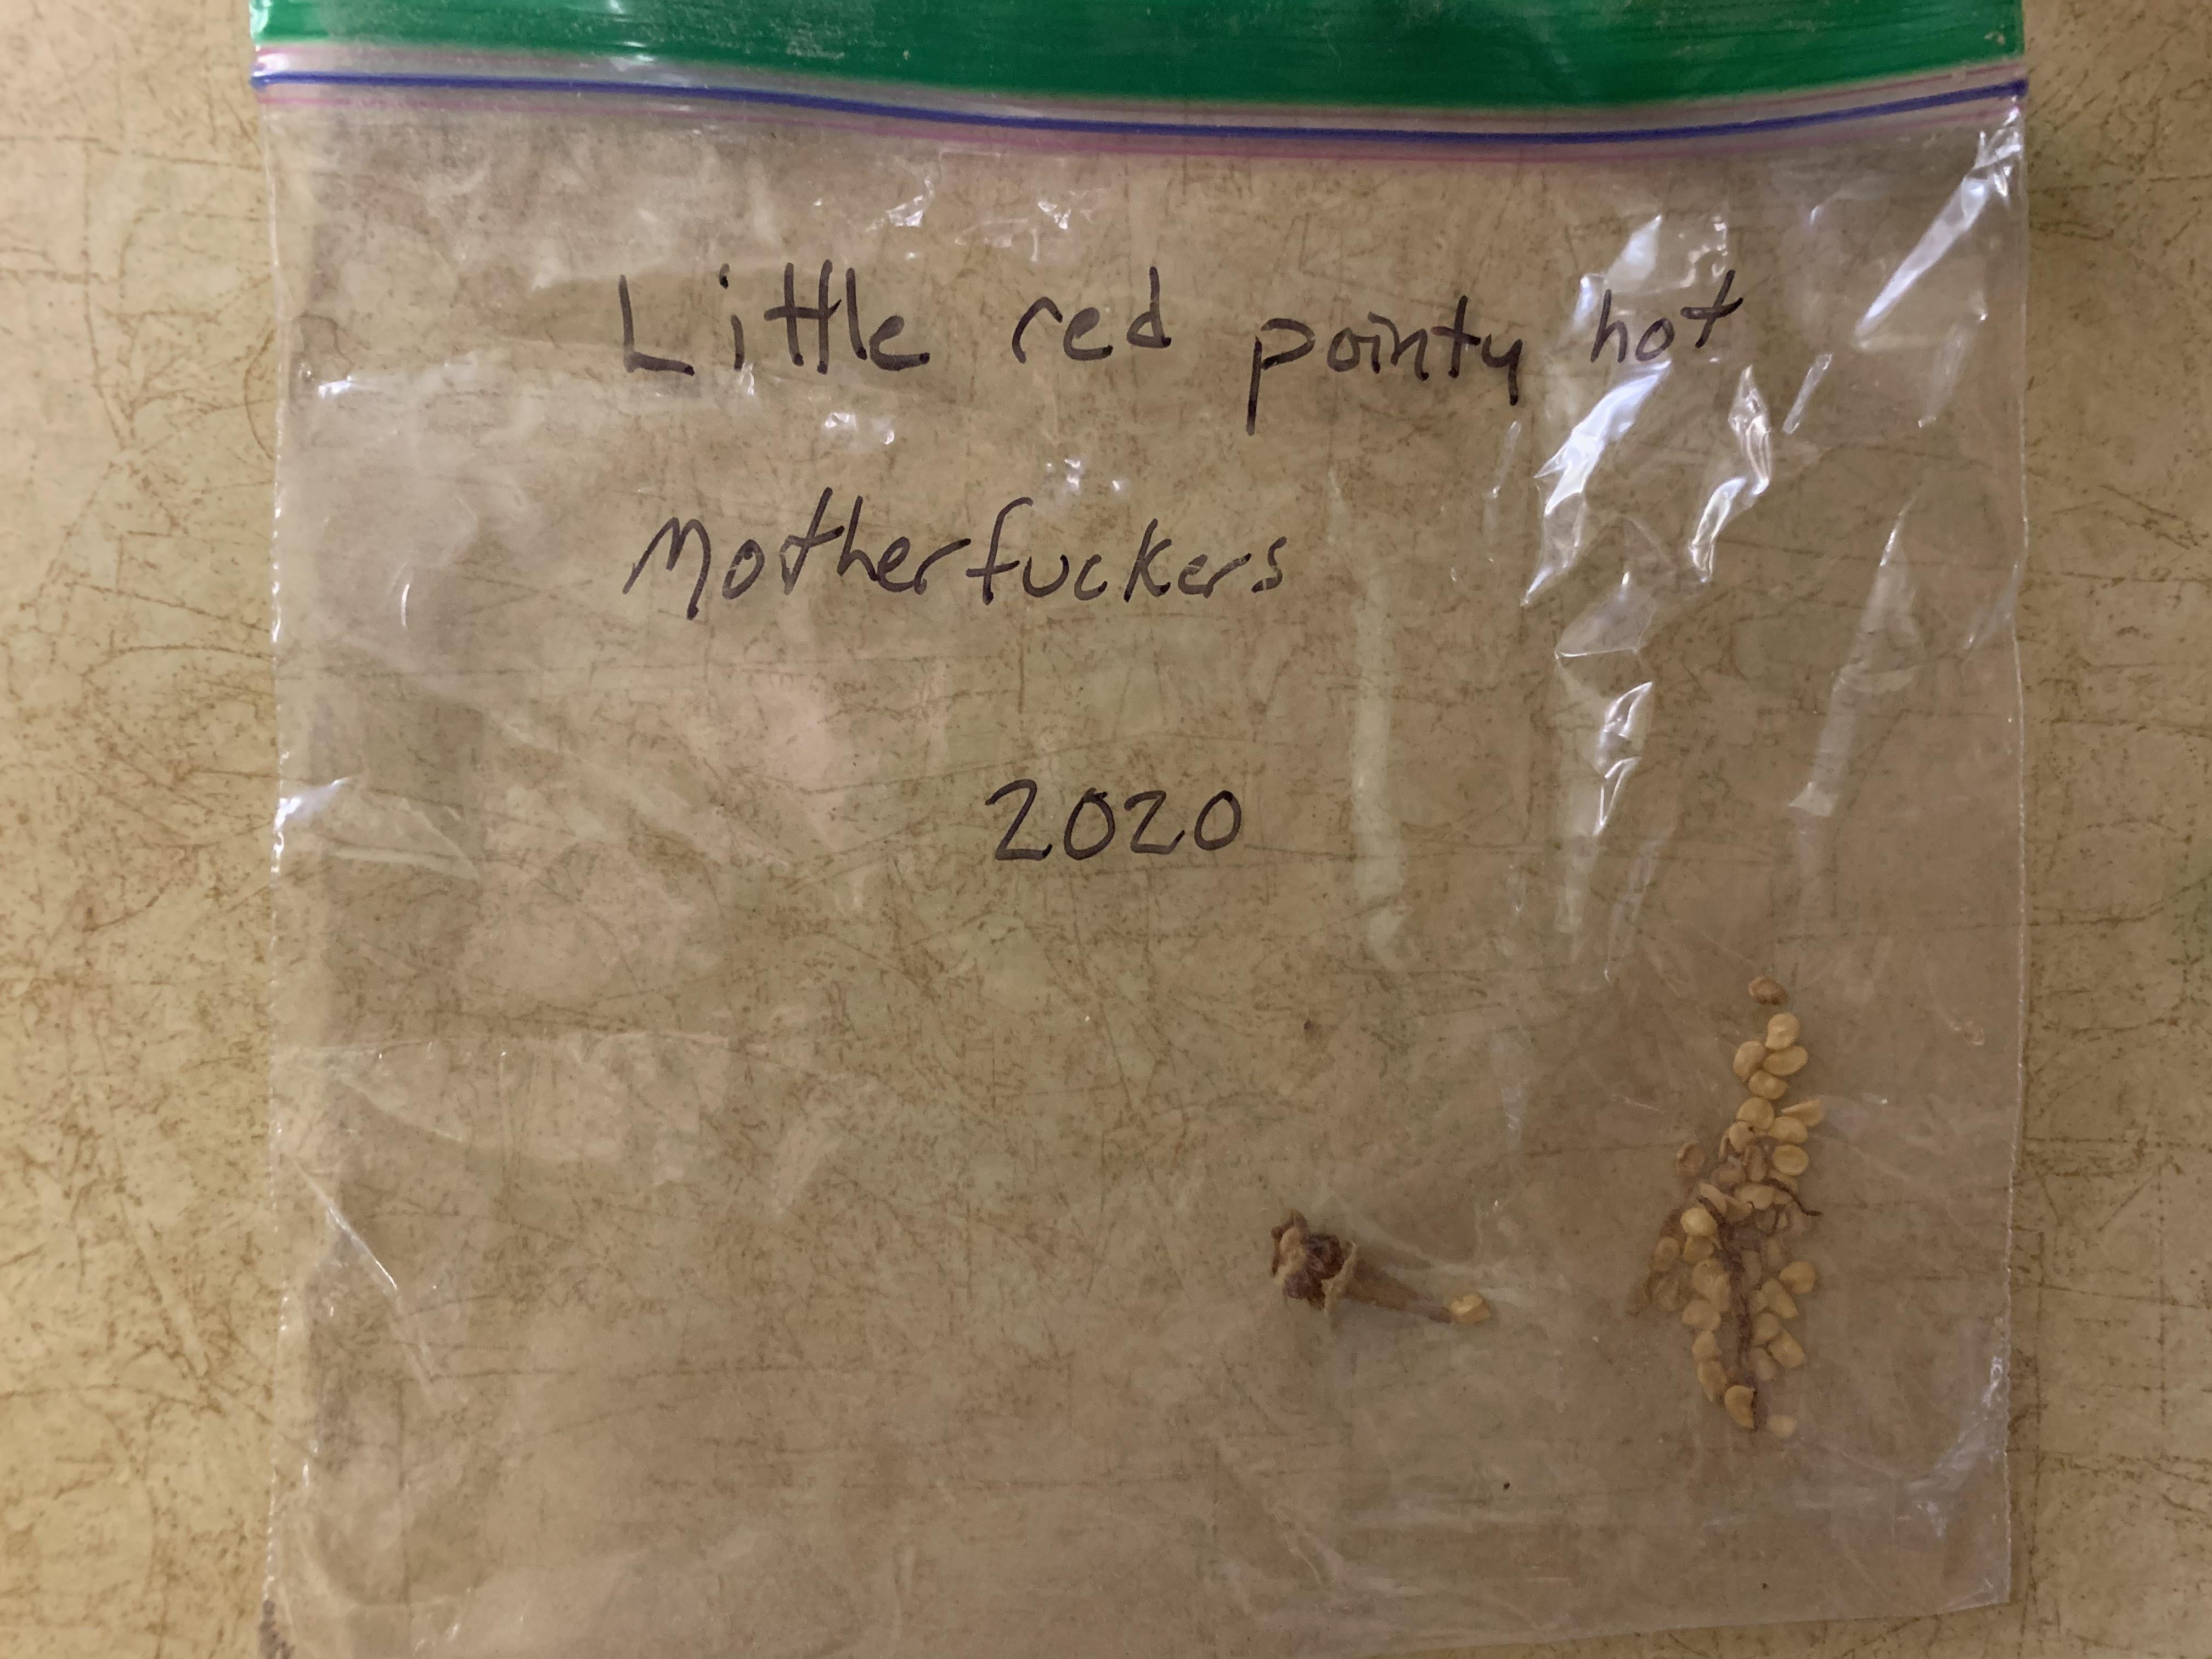 Little red pointy hot
Motherfuckers
2020